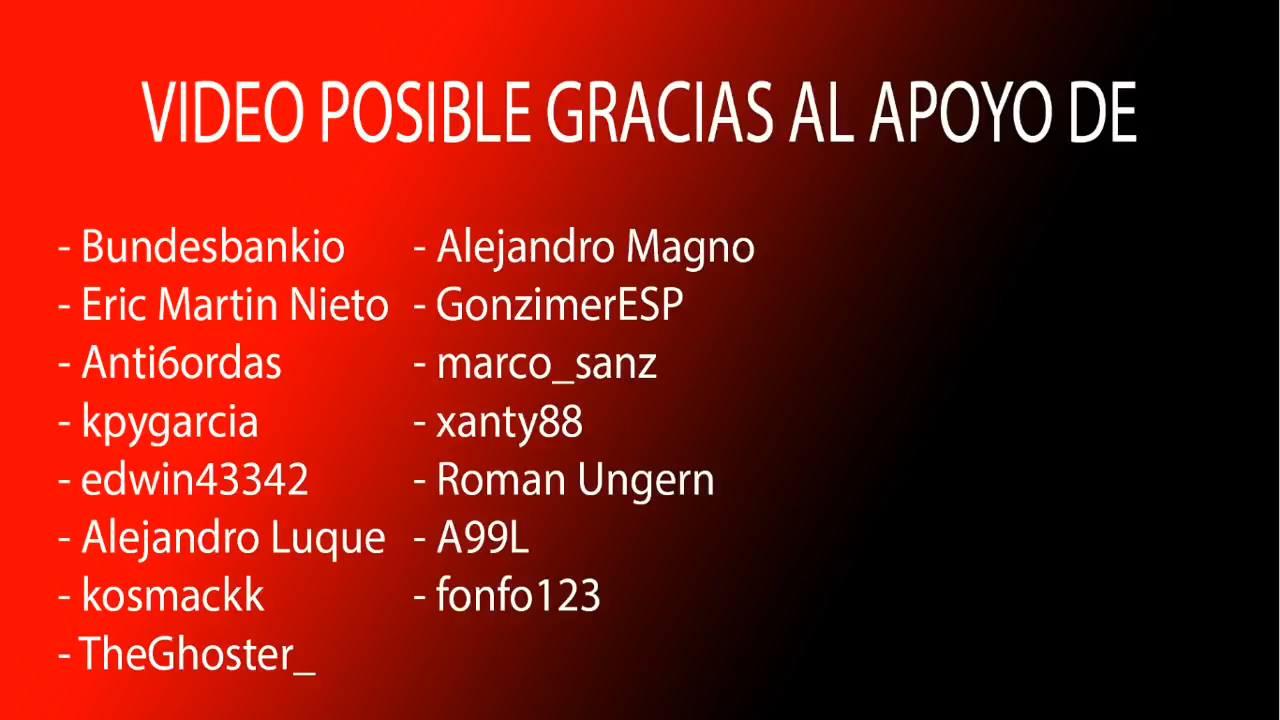 VIDEO POSIBLE GRACIAS AL APOYO DE
- Bundesbankio
- Eric Martin Nieto
- Anti6ordas
- kpygarcia
- edwin43342
- Alejandro Luque
- kosmackk
- TheGhoster_
- Alejandro Magno
- GonzimerESP
- marco_sanz
- xanty88
- Roman Ungern
- A99L
- fonfo123